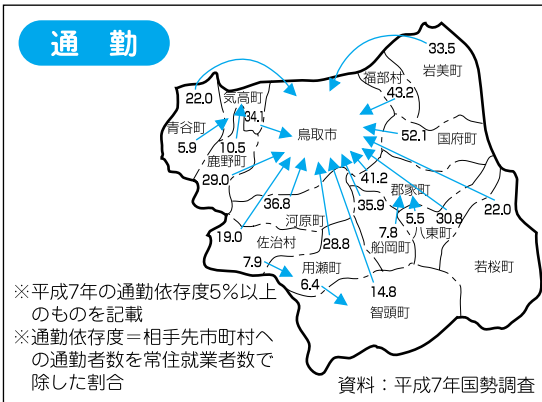 通 勤
33.5
岩美町
福部村
43.2
22.0
気高町
34.1
青谷町
鳥取市
52.1
国府町
5.9
10.5
鹿野町
29.0
41.2
郡家町
36.8
35.9
30.8
22.0
河原町
5.5
19.0
7.8
八東町
佐治村
28.8
船岡町
若桜町
7.9
用瀬町
6.4
14.8
智頭町
※平成7年の通勤依存度5%以上
のものを記載
※通勤依存度=相手先市町村へ
の通勤者数を常住就業者数で
除した割合
資料:平成7年国勢調査